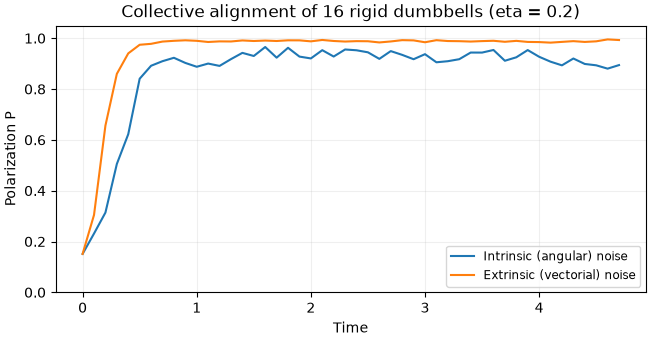 Collective alignment of 16 rigid dumbbells (eta = 0.2)
Polarization P
1.0
0.8
0.6
0.4
0.2
0.0
Intrinsic (angular) noise
Extrinsic (vectorial) noise
0
1
2
3
4
Time